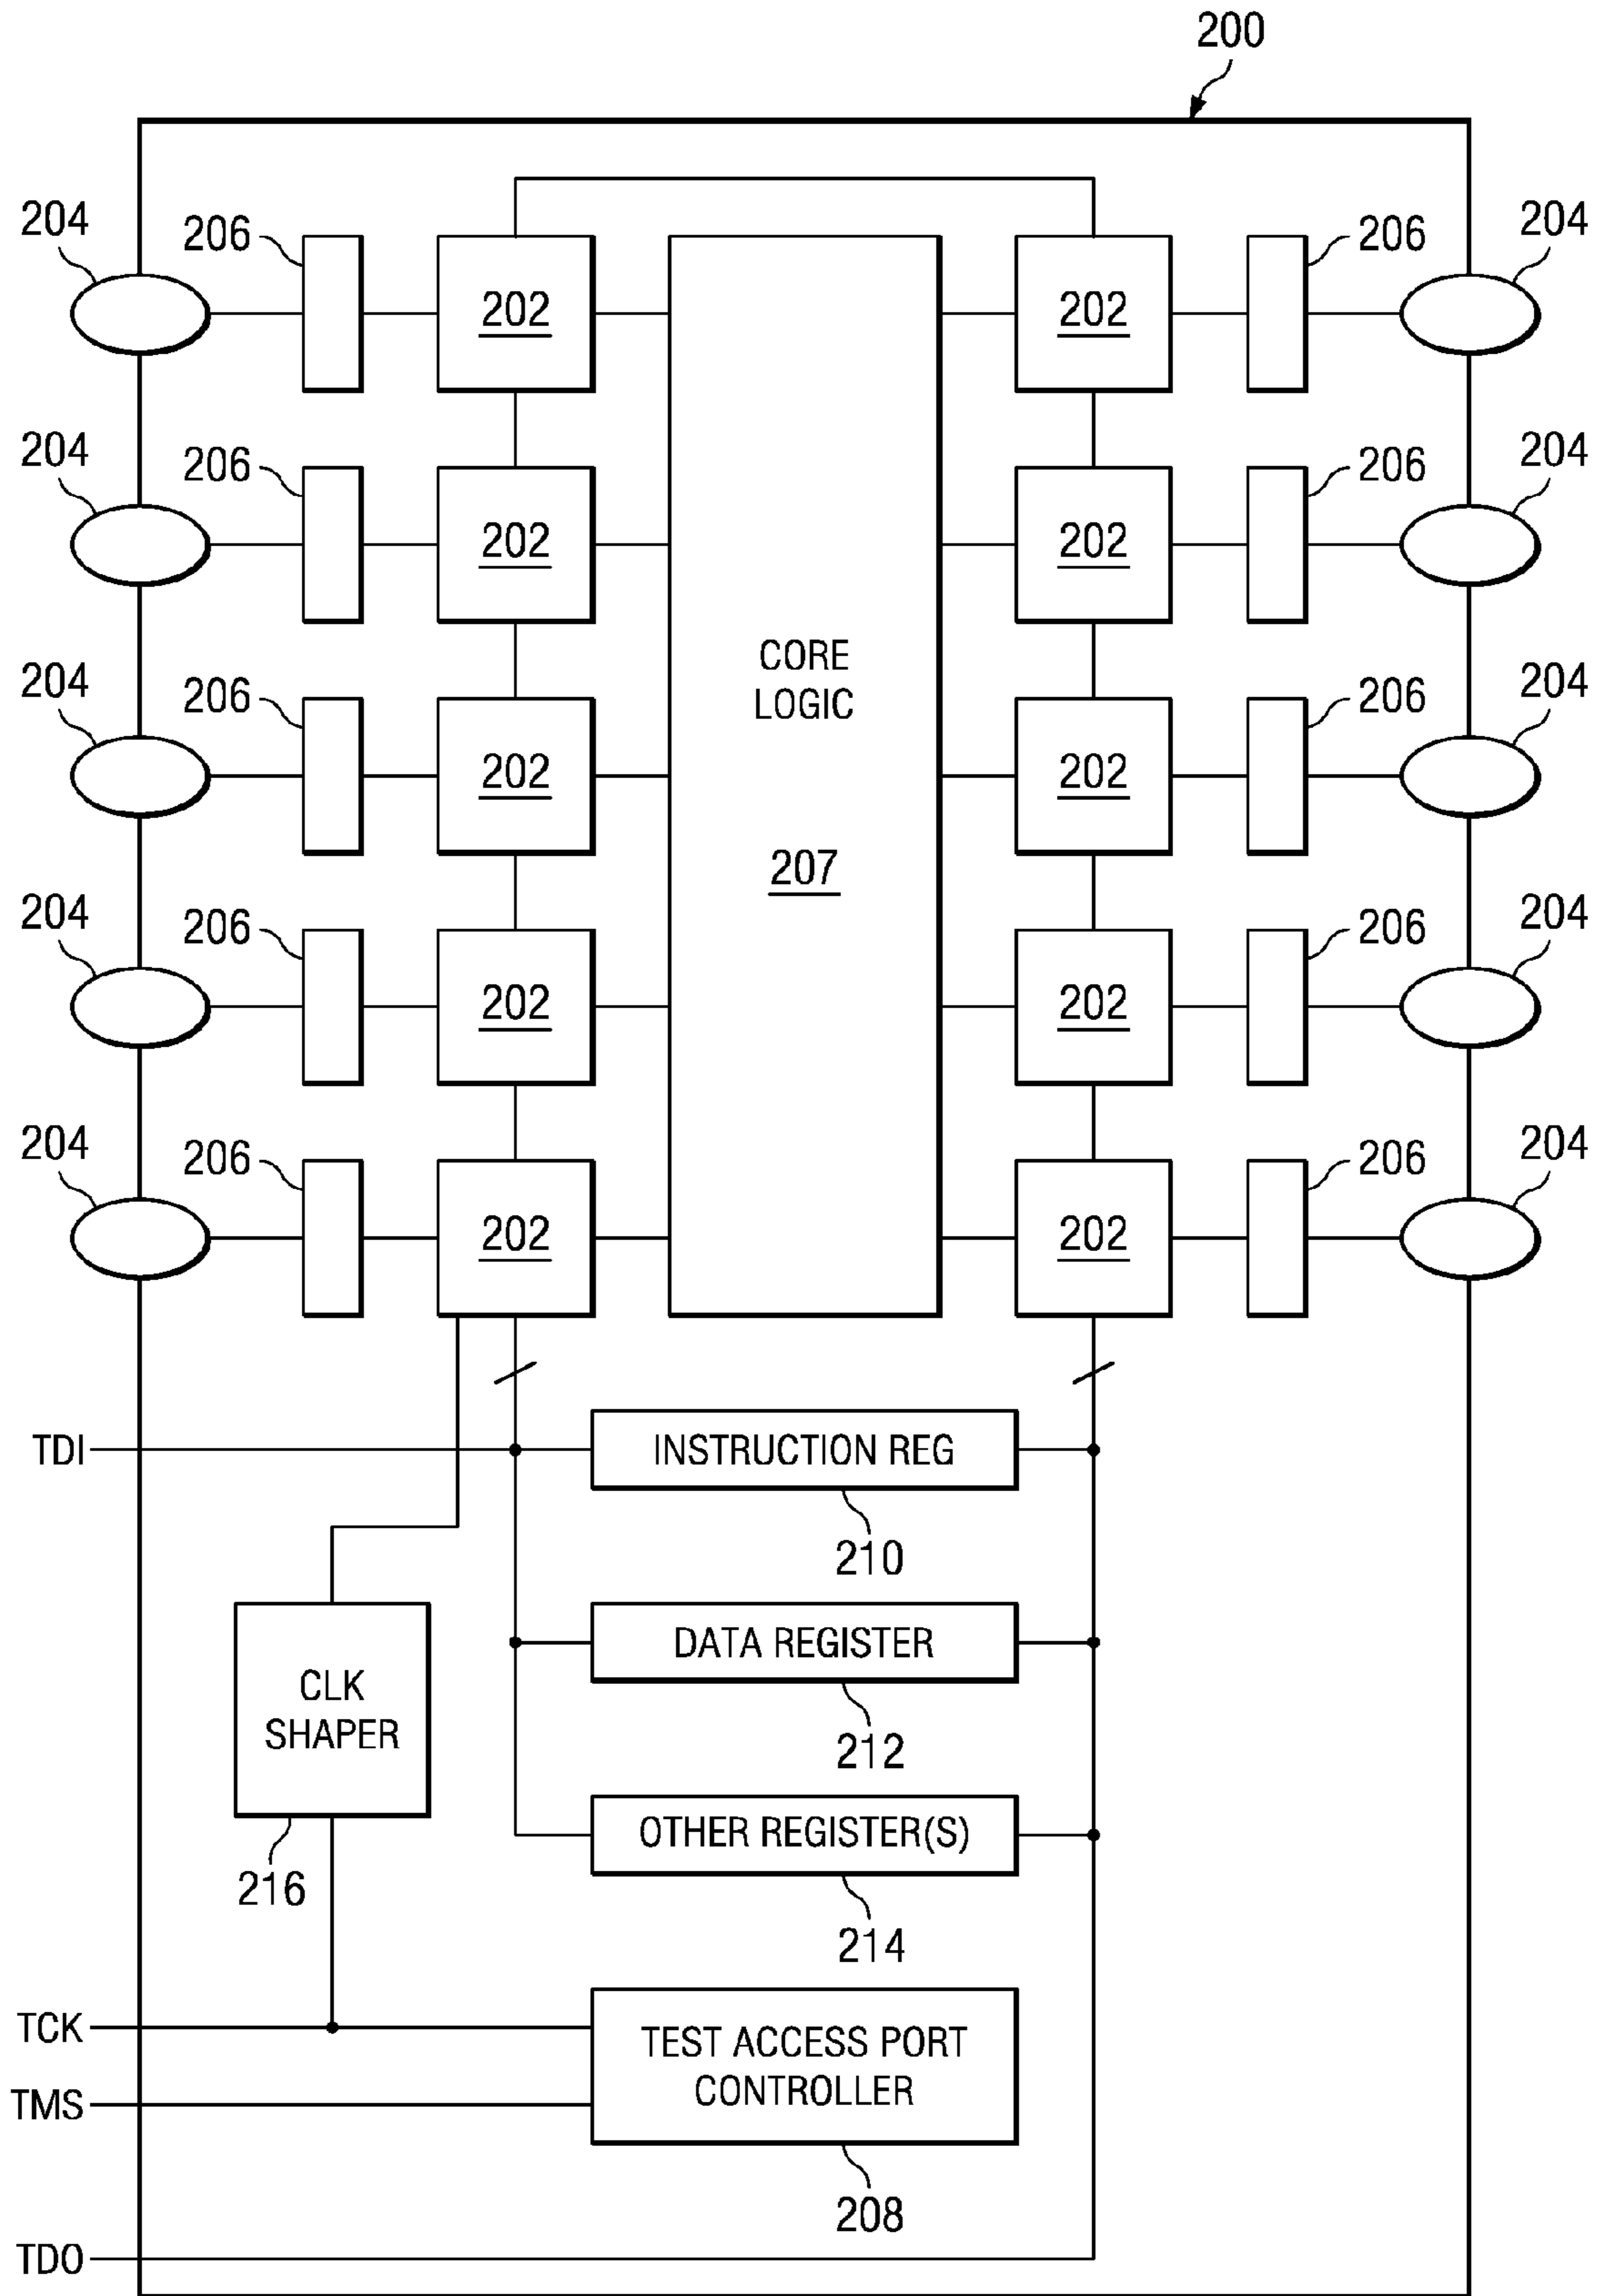 200
204 206 206 204
202 202
204 206 206 204
202 202
204 206 206 204
CORE
LOGIC
202 202
207
204 206 206 204
202 202
204 206 206 204
202 202
TDI
INSTRUCTION REG
210
DATA REGISTER
212
CLK
SHAPER
216
OTHER REGISTER(S)
214
TCK
TEST ACCESS PORT
CONTROLLER
TMS
208
TDO